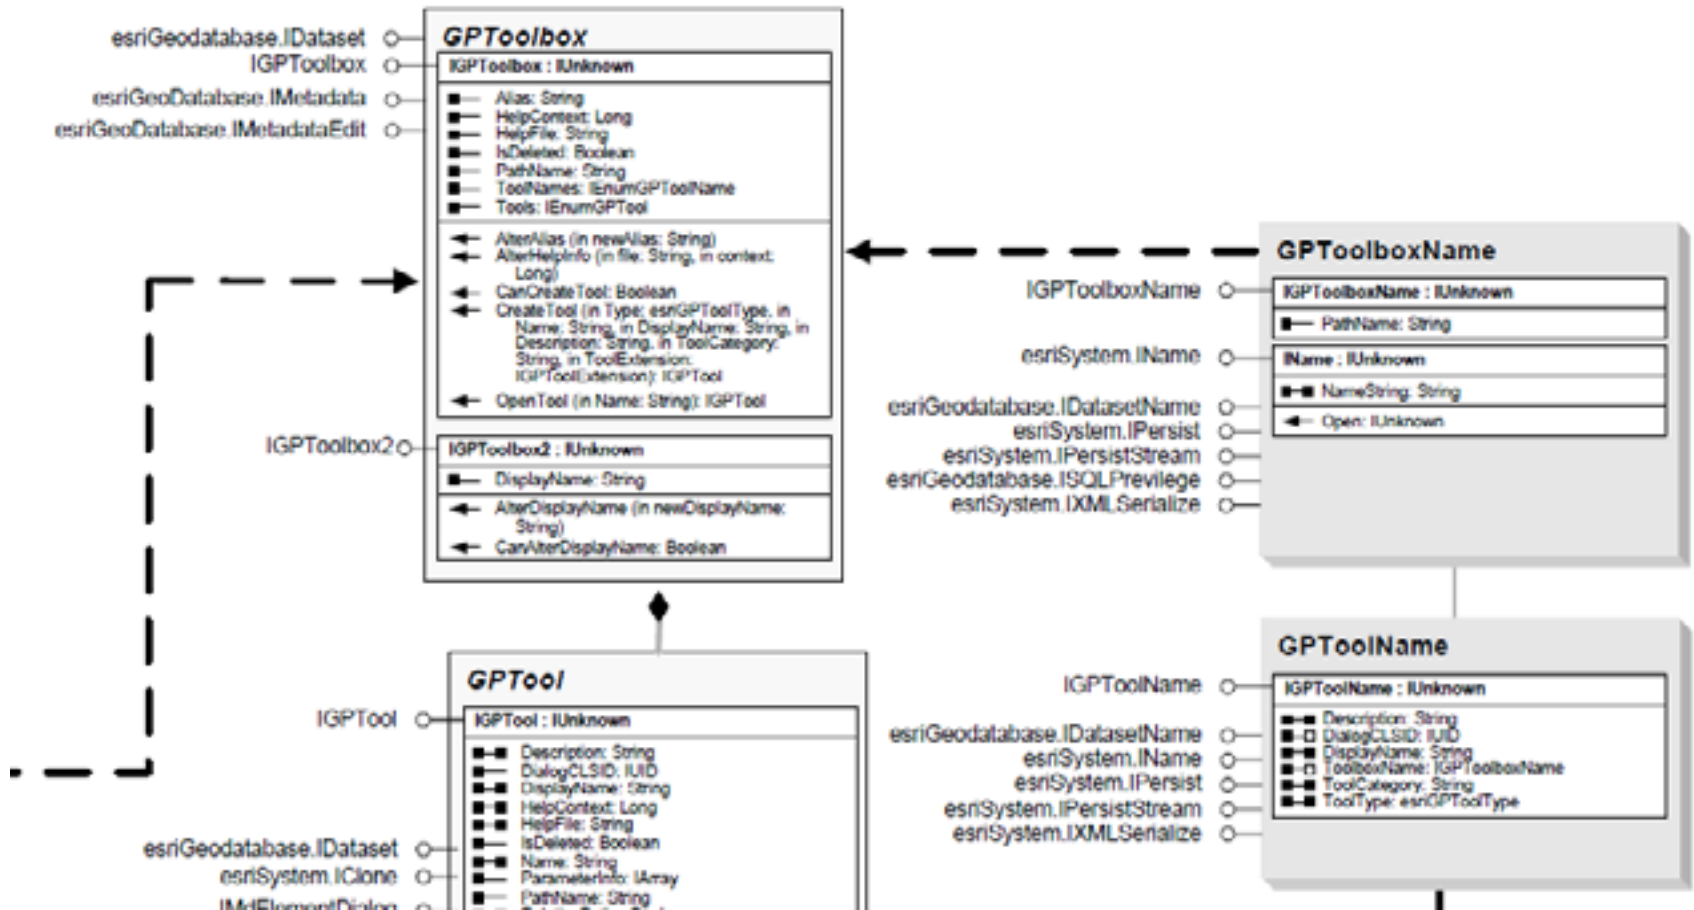 esriGeodatabase.IDataset
IGPToolbox
esriGeoDatabase.IMetadata
esriGeoDatabase.IMetadataEdit
GPToolbox
IGPToolbox : IUnknown
Alias: String
HelpContext: Long
HelpFile: String
IsDeleted: Boolean
PathName: String
ToolNames: IEnumGPToolName
Tools: IEnumGPTool
AlterAlias (in newAlias: String)
AlterHelpInfo (in file: String, in context:
Long)
CanCreateTool: Boolean
CreateTool (in Type: esriGPToolType, in
Name: String, in DisplayName: String, in
Description: String, in ToolCategory:
String, in ToolExtension:
IGPToolExtension): IGPTool
OpenTool (in Name: String): IGPTool
IGPToolbox2
IGPToolbox2 : IUnknown
DisplayName: String
AlterDisplayName (in newDisplayName:
String)
CanAlterDisplayName: Boolean
GPToolboxName
IGPToolboxName
IGPToolboxName : IUnknown
PathName: String
esriSystem.IName
IName : IUnknown
NameString: String
Open: IUnknown
esriGeodatabase.IDatasetName
esriSystem.IPersist
esriSystem.IPersistStream
esriGeodatabase.ISQLPrevilege
esriSystem.IXMLSerialize
GPTool
IGPTool
IGPTool : IUnknown
Description: String
DialogCLSID: IUID
DisplayName: String
HelpContext: Long
HelpFile: String
IsDeleted: Boolean
Name: String
ParameterInfo: IArray
PathName: String
esriGeodatabase.IDataset
esriSystem.IClone
IMdElementDialog
GPToolName
IGPToolName
IGPToolName : IUnknown
Description: String
DialogCLSID: IUID
DisplayName: String
ToolboxName: IGPToolboxName
ToolCategory: String
ToolType: esriGPToolType
esriGeodatabase.IDatasetName
esriSystem.IName
esriSystem.IPersist
esriSystem.IPersistStream
esriSystem.IXMLSerialize